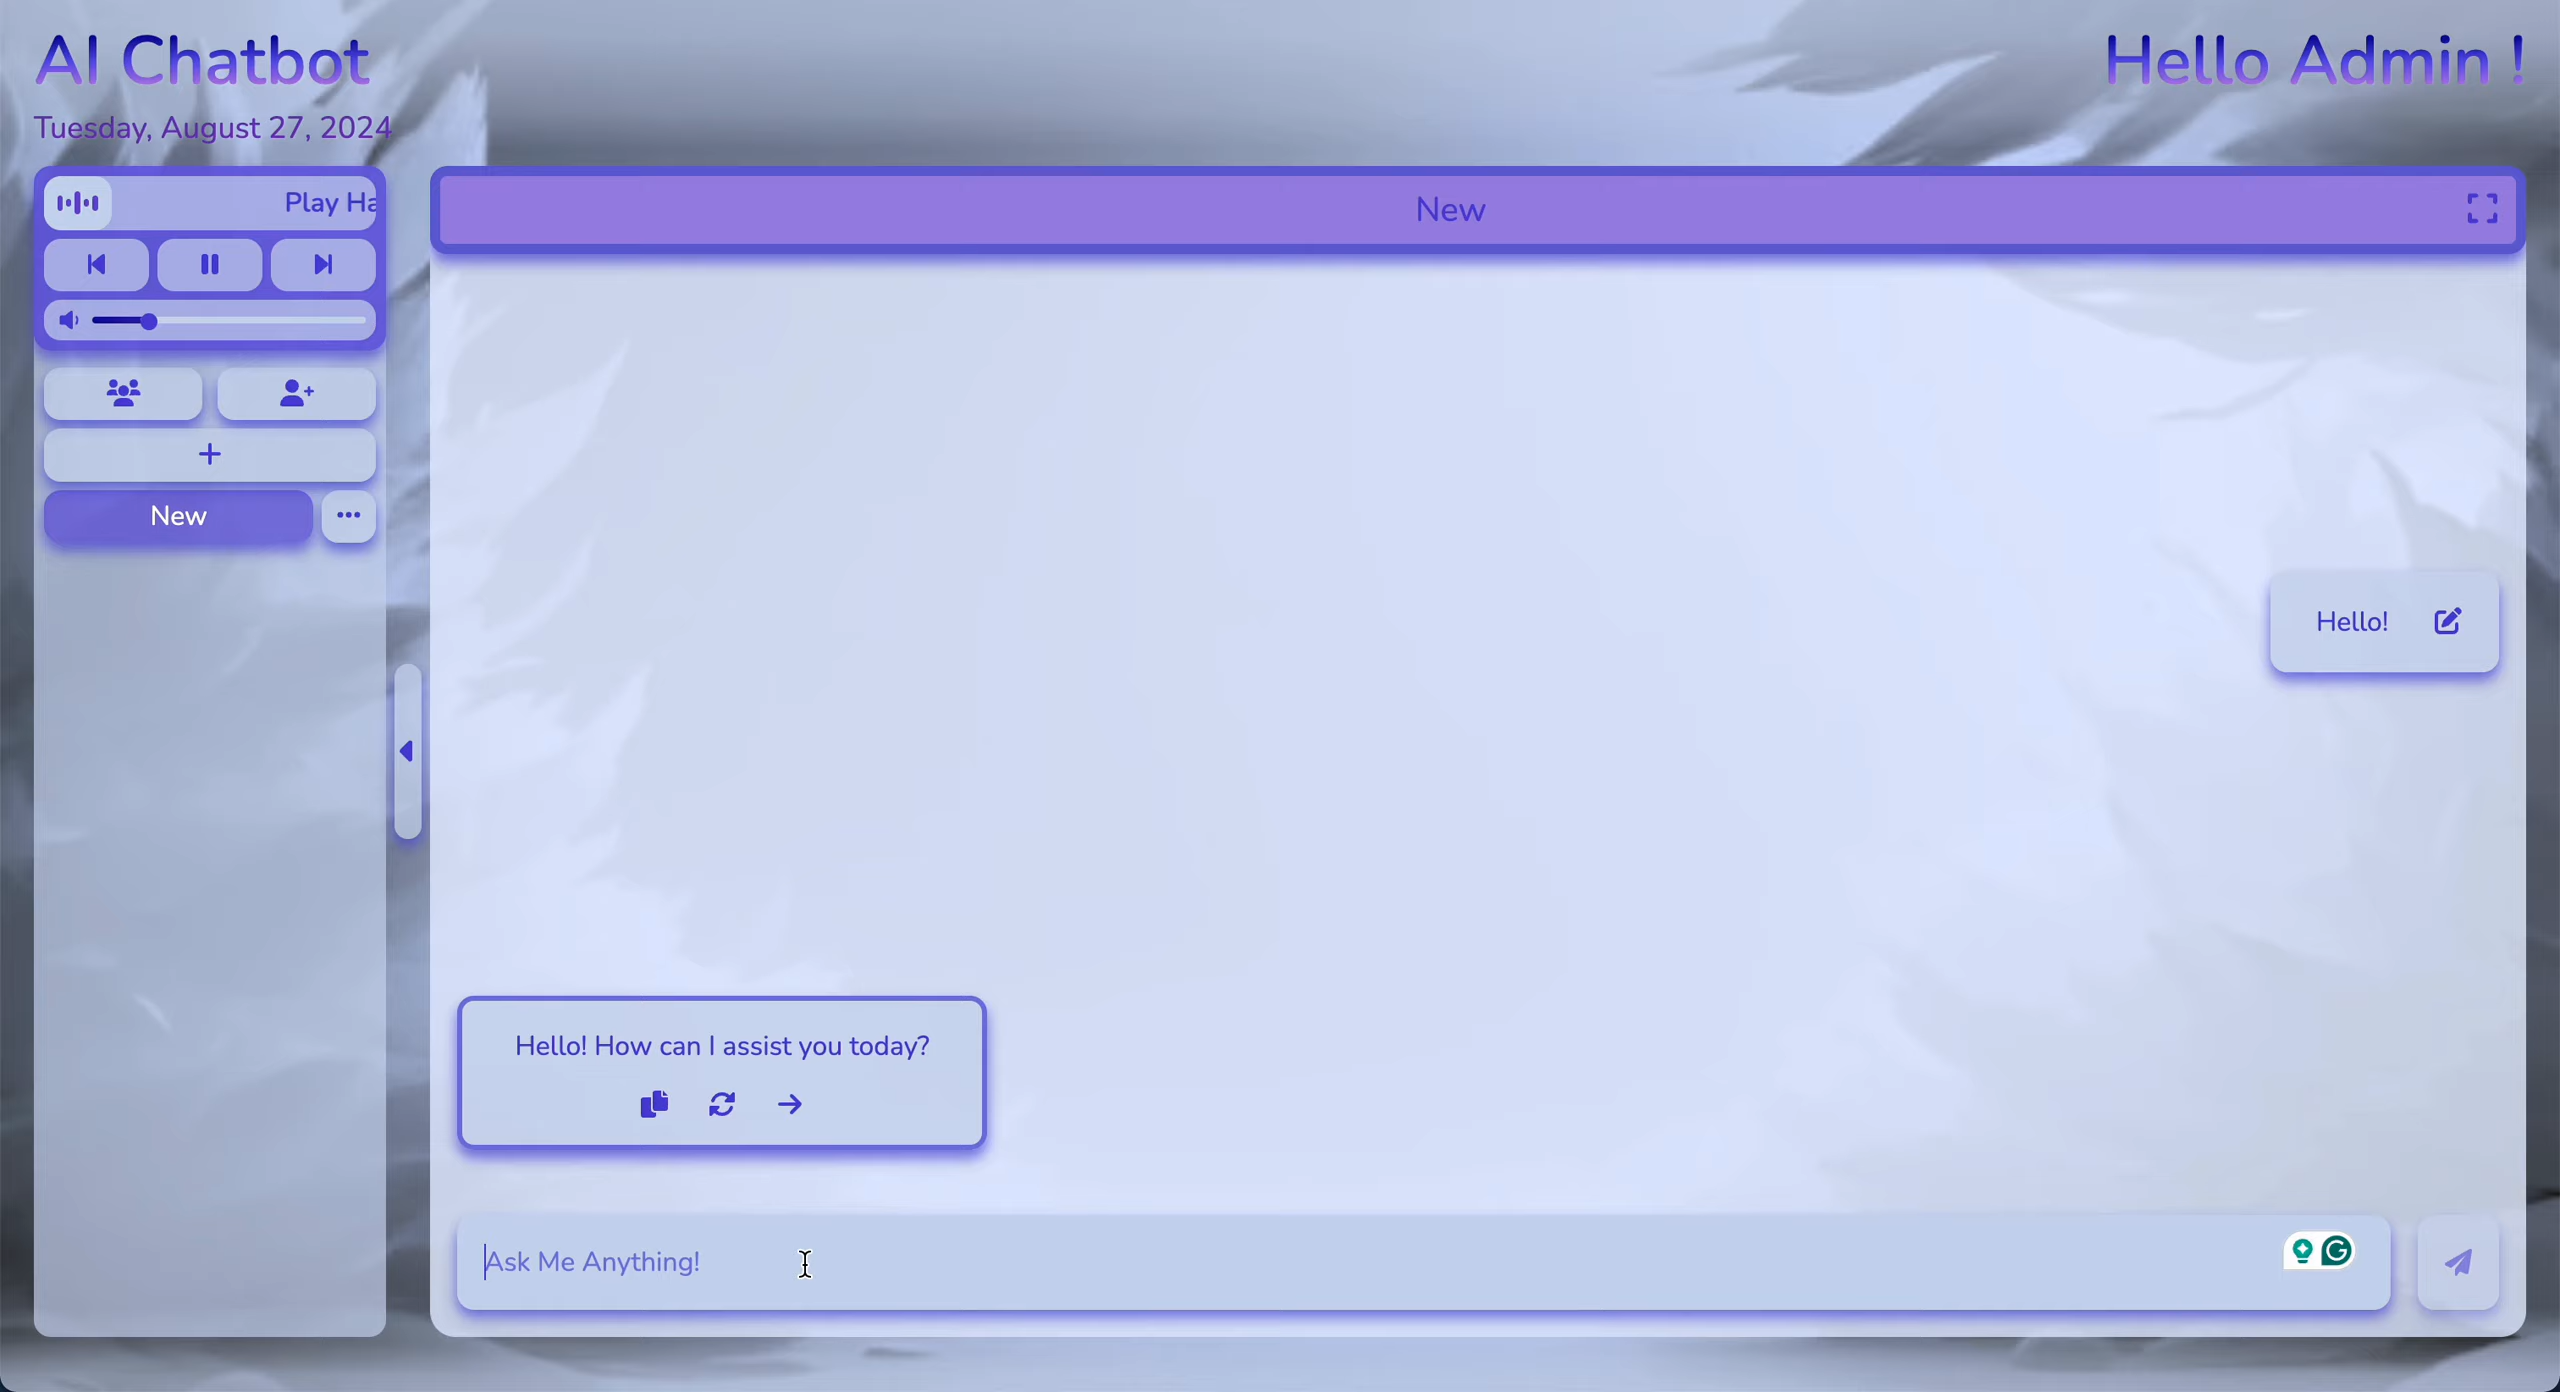 AI Chatbot
Hello Admin !
Tuesday, August 27, 2024
Play
New
New
Hello!
Hello! How can I assist you today?
Ask Me Anything!